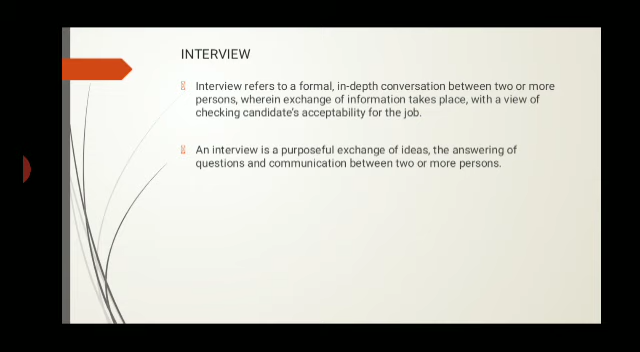 INTERVIEW
Interview refers to a formal, in-depth conversation between two or more
persons, wherein exchange of information takes place, with a view of
checking candidate's acceptability for the job.
An interview is a purposeful exchange of ideas, the answering of
questions and communication between two or more persons.